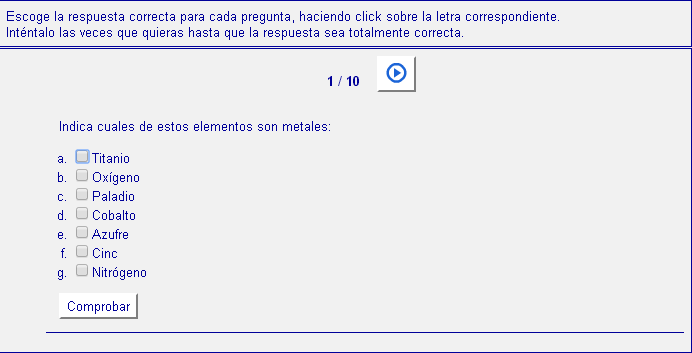 Escoge la respuesta correcta para cada pregunta, haciendo click sobre la letra correspondiente.
Inténtalo las veces que quieras hasta que la respuesta sea totalmente correcta.
1 / 10
Indica cuales de estos elementos son metales:
a. Titanio
b. Oxígeno
c. Paladio
d. Cobalto
e. Azufre
f. Cinc
g. Nitrógeno
Comprobar